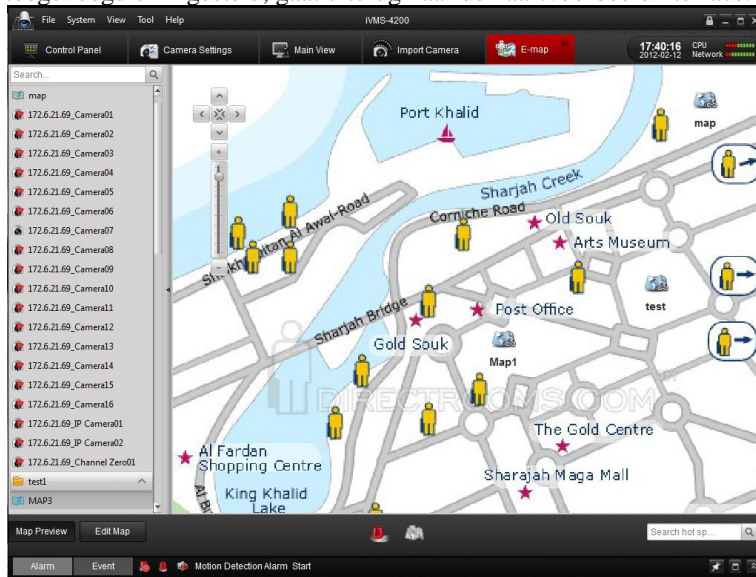 File System View Tool Help
iVMS-4200
Control Panel
Camera Settings
Main View
Import Camera
E-map
17:40:16
2012-02-12
CPU
Network
Search...
map
172.6.21.69_Camera01
172.6.21.69_Camera02
172.6.21.69_Camera03
172.6.21.69_Camera04
172.6.21.69_Camera05
172.6.21.69_Camera06
172.6.21.69_Camera07
172.6.21.69_Camera08
172.6.21.69_Camera09
172.6.21.69_Camera10
172.6.21.69_Camera11
172.6.21.69_Camera12
172.6.21.69_Camera13
172.6.21.69_Camera14
172.6.21.69_Camera15
172.6.21.69_Camera16
172.6.21.69_IP Camera01
172.6.21.69_IP Camera02
172.6.21.69_Channel Zero01
test1
MAP3
Port Khalid
map
Sharjah Creek
Corniche Road
Old Souk
Arts Museum
test
Sharjah Bridge
Post Office
Gold Souk
Map1
DIRECTROOMS.COM
The Gold Centre
Al Fardan
Shopping Centre
Sharajah Maga Mall
King Khalid
Lake
Map Preview
Edit Map
Search hot sp...
Alarm
Event
Motion Detection Alarm Start